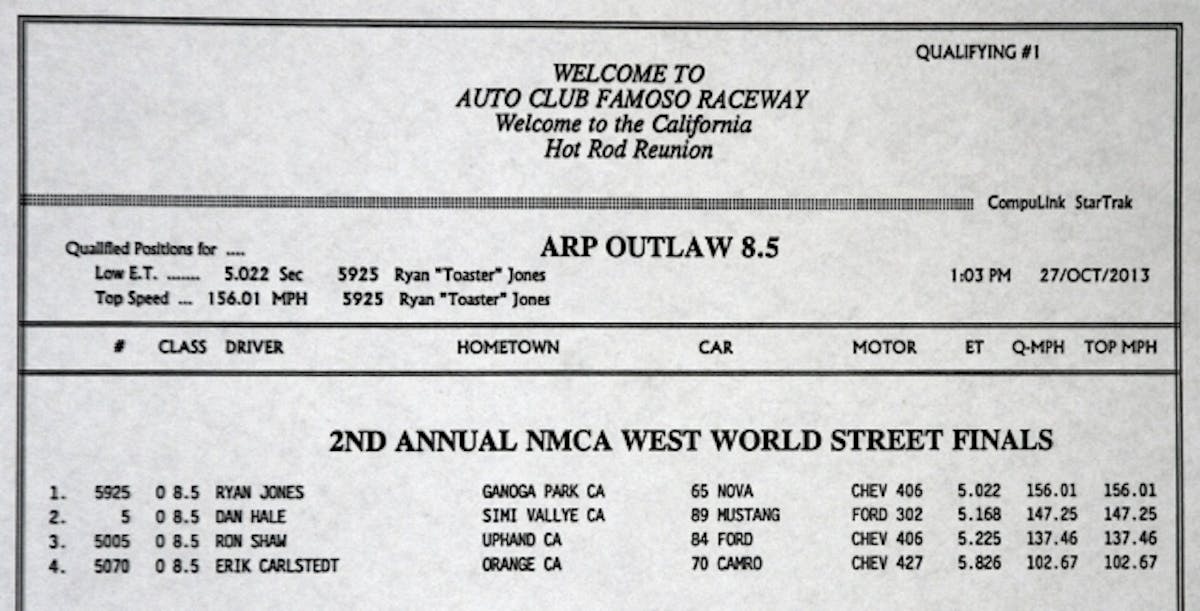 QUALIFYING #1
WELCOME TO
AUTO CLUB FAMOSO RACEWAY
Welcome to the California
Hot Rod Reunion
CompuLink StarTrak
Qualified Positions for .... ARP OUTLAW 8.5
Low E.T. ....... 5.022 Sec 5925 Ryan "Toaster" Jones 1:03 PM 27/OCT/2013
Top Speed ... 156.01 MPH 5925 Ryan "Toaster" Jones
# CLASS DRIVER HOMETOWN CAR MOTOR ET Q-MPH TOP MPH
2ND ANNUAL NMCA WEST WORLD STREET FINALS
1. 5925 O 8.5 RYAN JONES GANOGA PARK CA 65 NOVA CHEV 406 5.022 156.01 156.01
2. 5 O 8.5 DAN HALE SIMI VALLYE CA 89 MUSTANG FORD 302 5.168 147.25 147.25
3. 5005 O 8.5 RON SHAW UPHAND CA 84 FORD CHEV 406 5.225 137.46 137.46
4. 5070 O 8.5 ERIK CARLSTEDT ORANGE CA 70 CAMRO CHEV 427 5.826 102.67 102.67